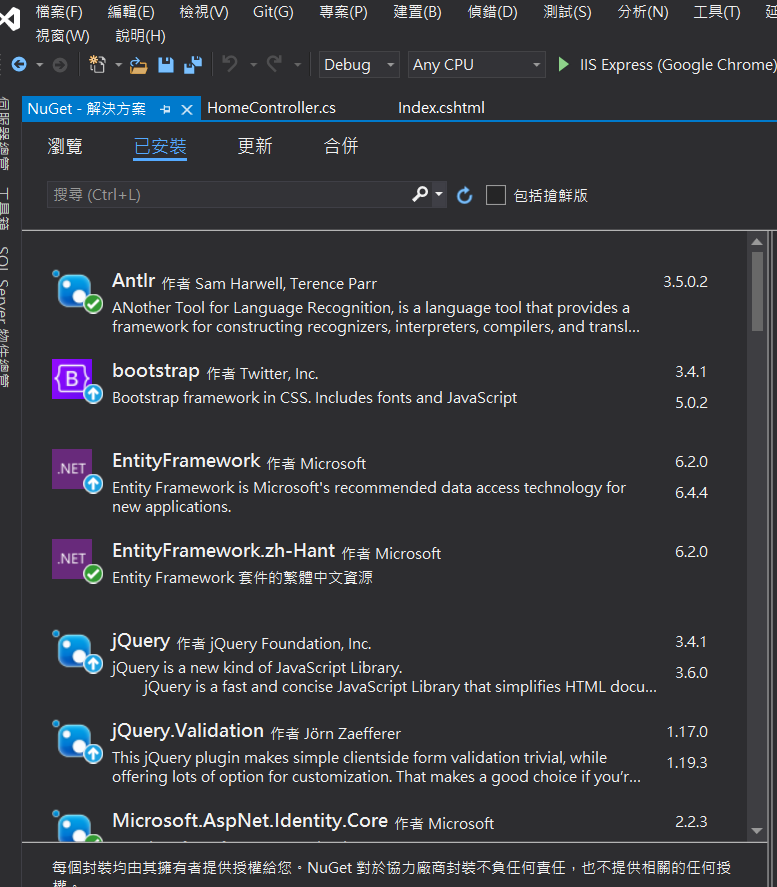 檔案(F) 編輯(E) 檢視(V) Git(G) 專案(P) 建置(B) 偵錯(D) 測試(S) 分析(N) 工具(T) 延
視窗(W) 說明(H)
Debug Any CPU IIS Express (Google Chrome)
伺服器總管
工具箱
SQL Server 物件總管
NuGet - 解決方案 HomeController.cs Index.cshtml
瀏覽 已安裝 更新 合併
搜尋 (Ctrl+L) 包括搶鮮版
Antlr 作者 Sam Harwell, Terence Parr 3.5.0.2
ANother Tool for Language Recognition, is a language tool that provides a
framework for constructing recognizers, interpreters, compilers, and transl...
bootstrap 作者 Twitter, Inc. 3.4.1
Bootstrap framework in CSS. Includes fonts and JavaScript 5.0.2
EntityFramework 作者 Microsoft 6.2.0
.NET
Entity Framework is Microsoft's recommended data access technology for 6.4.4
new applications.
EntityFramework.zh-Hant 作者 Microsoft 6.2.0
.NET
Entity Framework 套件的繁體中文資源
jQuery 作者 jQuery Foundation, Inc. 3.4.1
jQuery is a new kind of JavaScript Library. 3.6.0
jQuery is a fast and concise JavaScript Library that simplifies HTML docu...
jQuery.Validation 作者 Jörn Zaefferer 1.17.0
This jQuery plugin makes simple clientside form validation trivial, while 1.19.3
offering lots of option for customization. That makes a good choice if you'r...
Microsoft.AspNet.Identity.Core 作者 Microsoft 2.2.3
每個封裝均由其擁有者提供授權給您。NuGet 對於協力廠商封裝不負任何責任，也不提供相關的任何授
權。